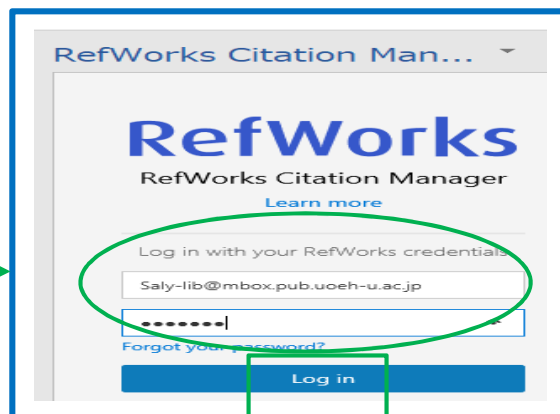 RefWorks Citation Man...
RefWorks
RefWorks Citation Manager
Learn more
Log in with your RefWorks credentials
Saly-lib@mbox.pub.uoeh-u.ac.jp
●●●●●●●
Forgot your password?
Log in